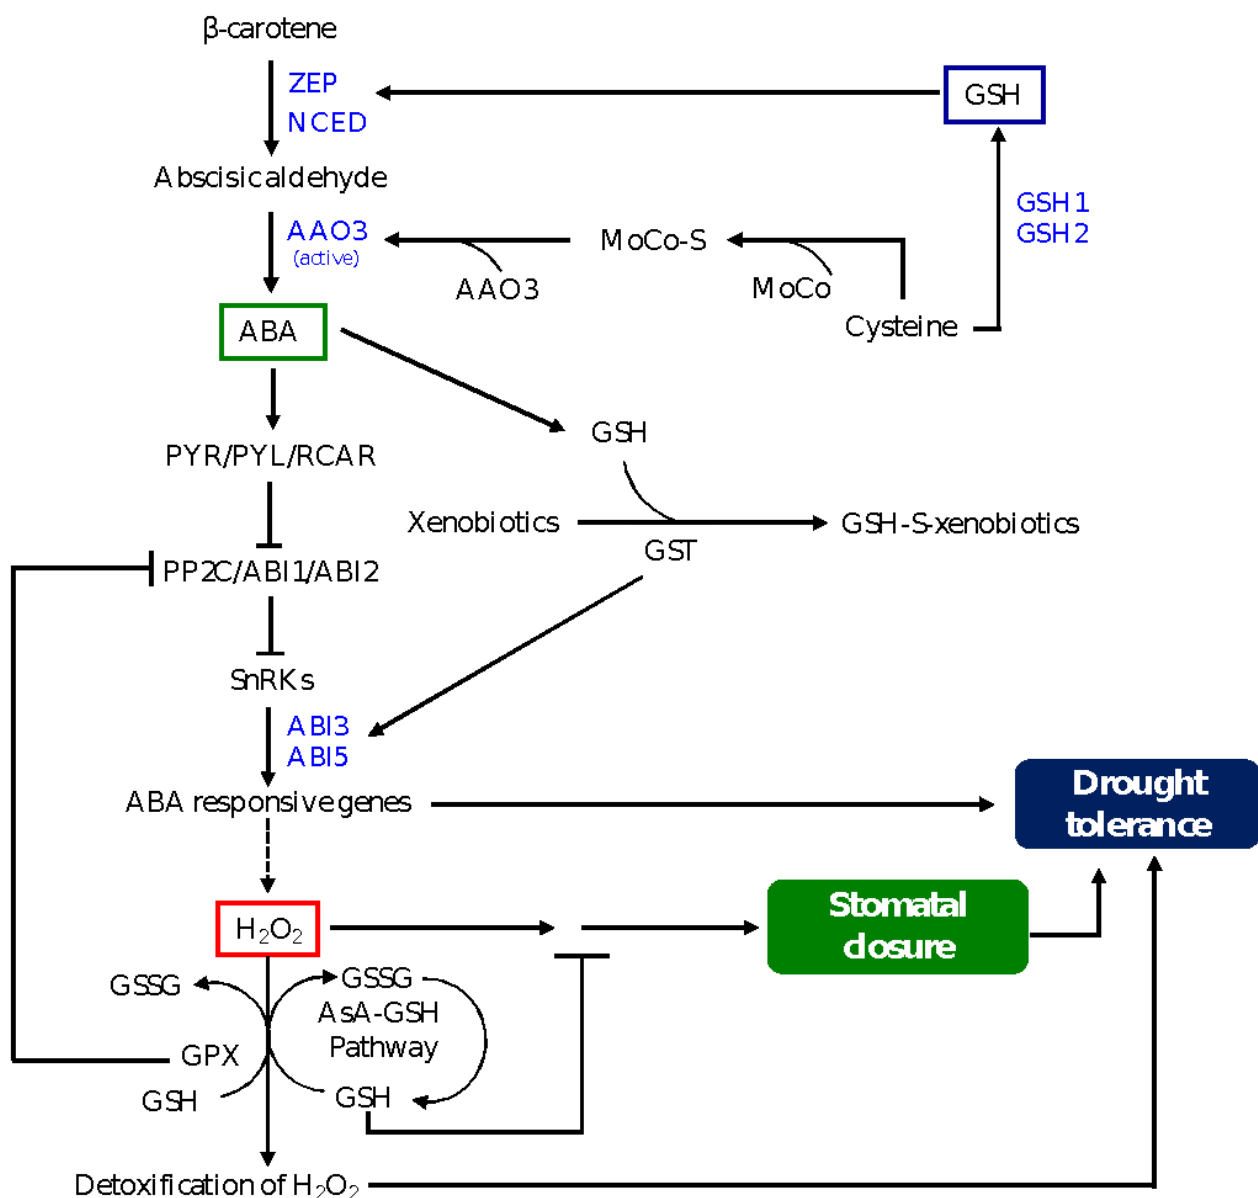 β-carotene
ZEP
NCED
GSH
Abscisic aldehyde
GSH1
GSH2
AAO3
(active)
MoCo-S
AAO3
MoCo
Cysteine
ABA
GSH
PYR/PYL/RCAR
Xenobiotics
GSH-S-xenobiotics
GST
PP2C/ABI1/ABI2
SnRKs
ABI3
ABI5
ABA responsive genes
Drought
tolerance
H₂O₂
Stomatal
closure
GSSG
GSSG
AsA-GSH
Pathway
GPX
GSH
GSH
Detoxification of H₂O₂